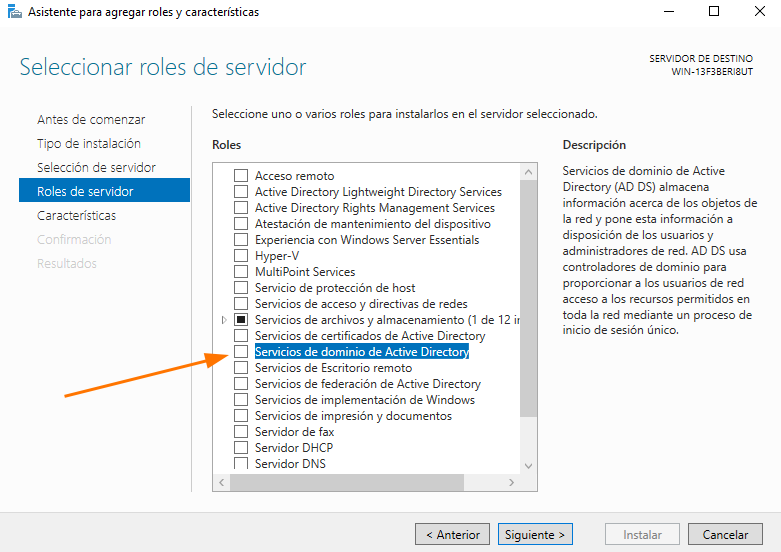 Asistente para agregar roles y características
Seleccionar roles de servidor
SERVIDOR DE DESTINO
WIN-13F3BERI8UT
Antes de comenzar
Tipo de instalación
Selección de servidor
Roles de servidor
Características
Confirmación
Resultados
Seleccione uno o varios roles para instalarlos en el servidor seleccionado.
Roles
Acceso remoto
Active Directory Lightweight Directory Services
Active Directory Rights Management Services
Atestación de mantenimiento del dispositivo
Experiencia con Windows Server Essentials
Hyper-V
MultiPoint Services
Servicio de protección de host
Servicios de acceso y directivas de redes
Servicios de archivos y almacenamiento (1 de 12 in
Servicios de certificados de Active Directory
Servicios de dominio de Active Directory
Servicios de Escritorio remoto
Servicios de federación de Active Directory
Servicios de implementación de Windows
Servicios de impresión y documentos
Servidor de fax
Servidor DHCP
Servidor DNS
Descripción
Servicios de dominio de Active
Directory (AD DS) almacena
información acerca de los objetos de
la red y pone esta información a
disposición de los usuarios y
administradores de red. AD DS usa
controladores de dominio para
proporcionar a los usuarios de red
acceso a los recursos permitidos en
toda la red mediante un proceso de
inicio de sesión único.
< Anterior
Siguiente >
Instalar
Cancelar